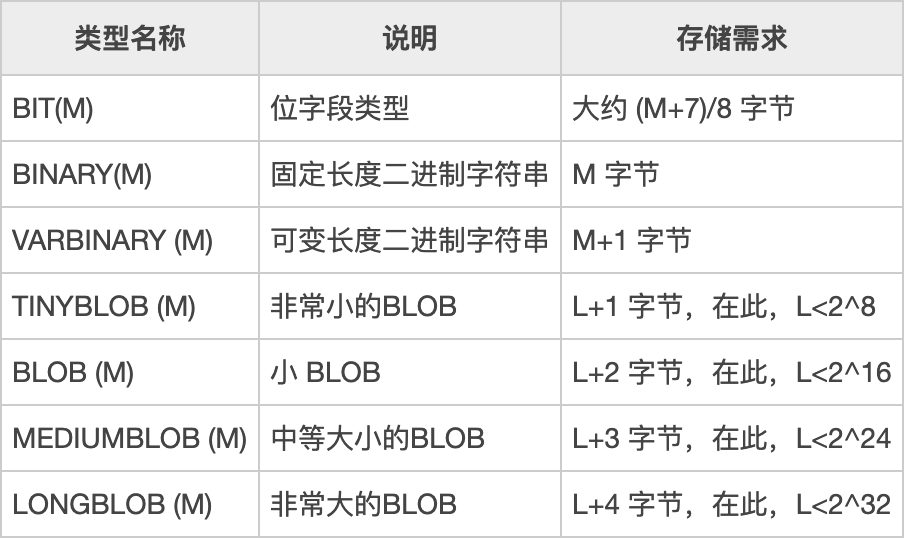 类型名称 说明 存储需求
BIT(M) 位字段类型 大约 (M+7)/8 字节
BINARY(M) 固定长度二进制字符串 M 字节
VARBINARY (M) 可变长度二进制字符串 M+1 字节
TINYBLOB (M) 非常小的BLOB L+1 字节，在此，L<2^8
BLOB (M) 小 BLOB L+2 字节，在此，L<2^16
MEDIUMBLOB (M) 中等大小的BLOB L+3 字节，在此，L<2^24
LONGBLOB (M) 非常大的BLOB L+4 字节，在此，L<2^32